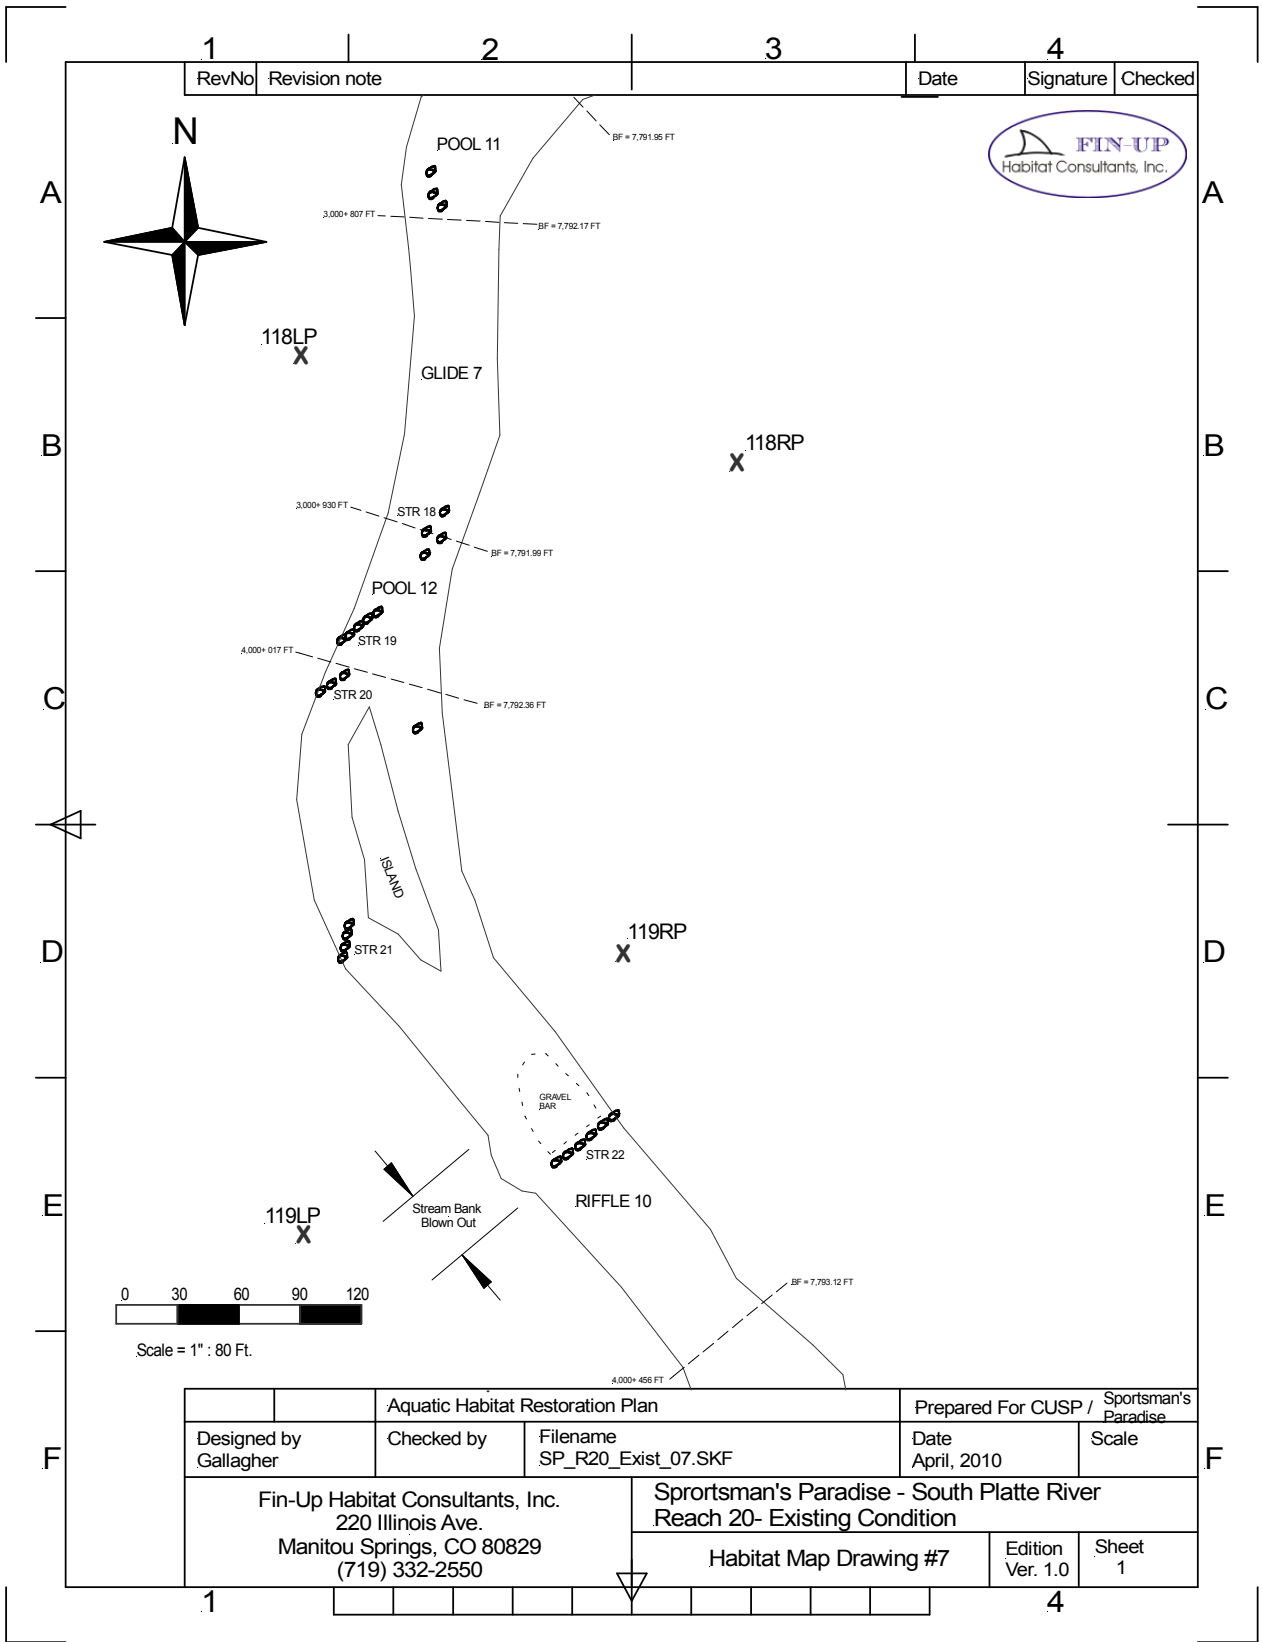 1 2 3 4
RevNo Revision note Date Signature Checked
N
FIN-UP
Habitat Consultants, Inc.
A A
POOL 11
BF = 7,791.95 FT
3,000+ 807 FT
BF = 7,792.17 FT
118LP
GLIDE 7
B B
118RP
3,000+ 930 FT
STR 18
BF = 7,791.99 FT
POOL 12
STR 19
4,000+ 017 FT
C C
STR 20
BF = 7,792.36 FT
ISLAND
D D
STR 21
119RP
GRAVEL
BAR
STR 22
E E
RIFFLE 10
Stream Bank
Blown Out
119LP
BF = 7,793.12 FT
0 30 60 90 120
Scale = 1" : 80 Ft.
4,000+ 456 FT
Aquatic Habitat Restoration Plan
Prepared For CUSP / Sportsman's
Paradise
F F
Designed by
Gallagher
Checked by
Filename
SP_R20_Exist_07.SKF
Date
April, 2010
Scale
Fin-Up Habitat Consultants, Inc.
220 Illinois Ave.
Manitou Springs, CO 80829
(719) 332-2550
Sprortsman's Paradise - South Platte River
Reach 20- Existing Condition
Habitat Map Drawing #7
Edition
Ver. 1.0
Sheet
1
1 4